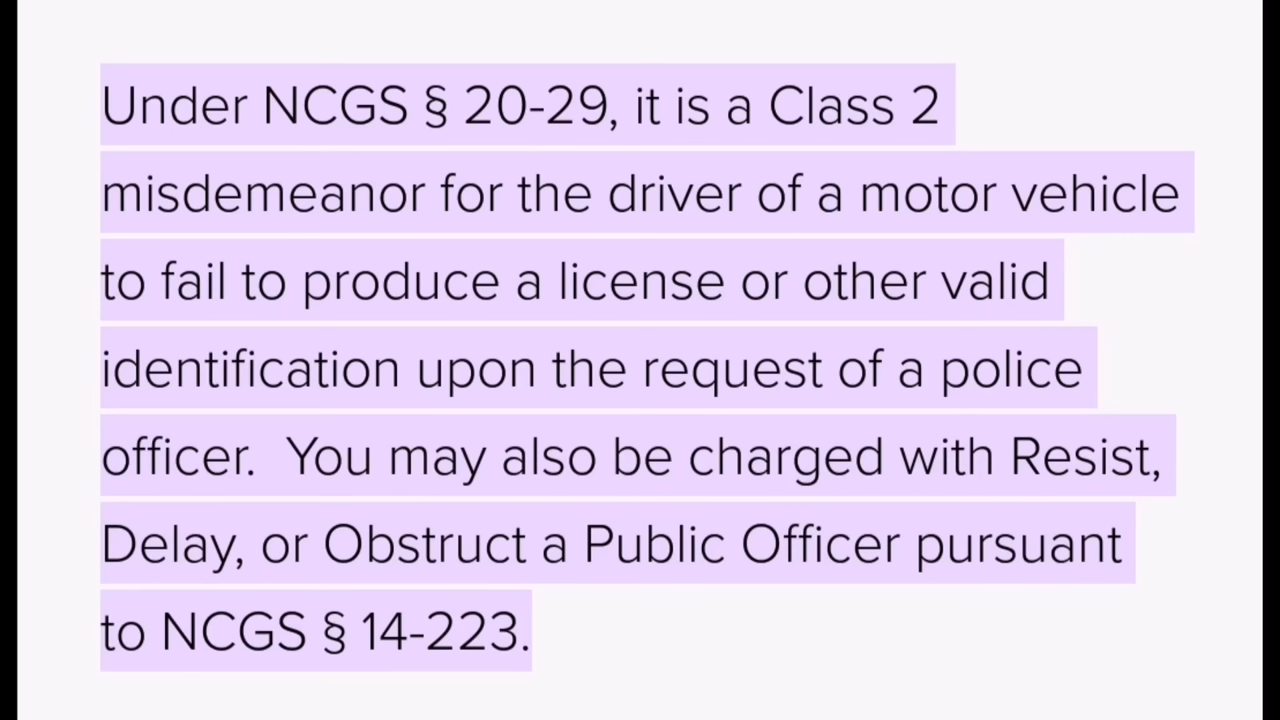 Under NCGS § 20-29, it is a Class 2
misdemeanor for the driver of a motor vehicle
to fail to produce a license or other valid
identification upon the request of a police
officer.  You may also be charged with Resist,
Delay, or Obstruct a Public Officer pursuant
to NCGS § 14-223.